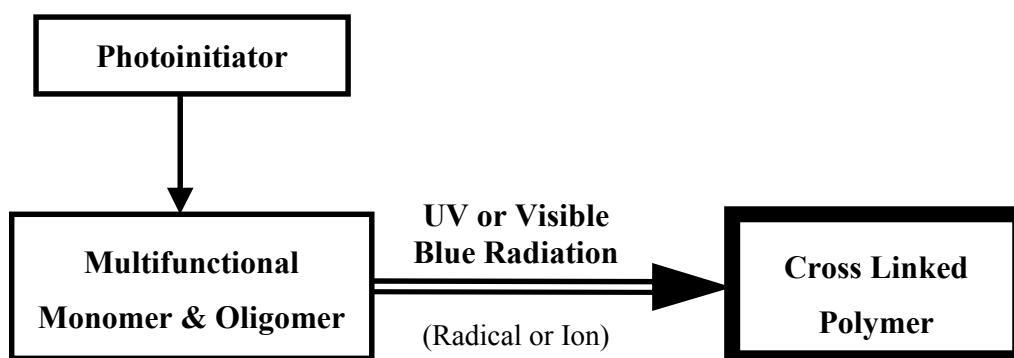 Photoinitiator
UV or Visible
Blue Radiation
Multifunctional
Monomer & Oligomer
(Radical or Ion)
Cross Linked
Polymer